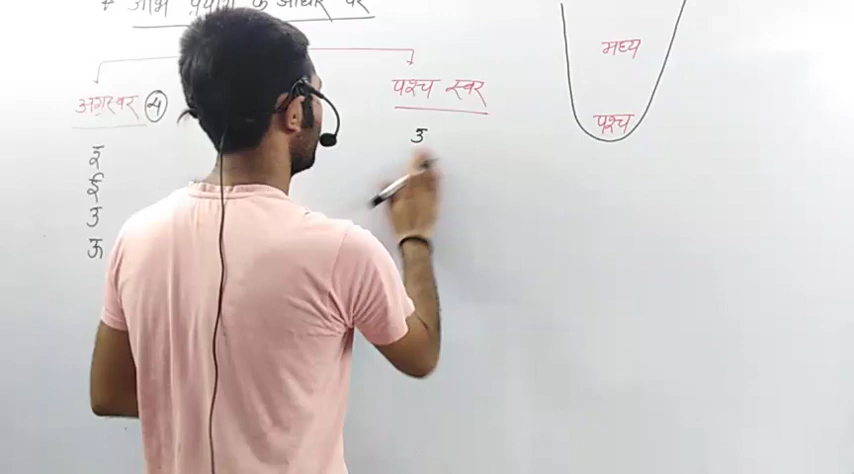 जीभ प्रयोग के आधार पर
अग्रस्वर 4
इ
ई
उ
ऊ
पश्च स्वर
उ
मध्य
पश्च